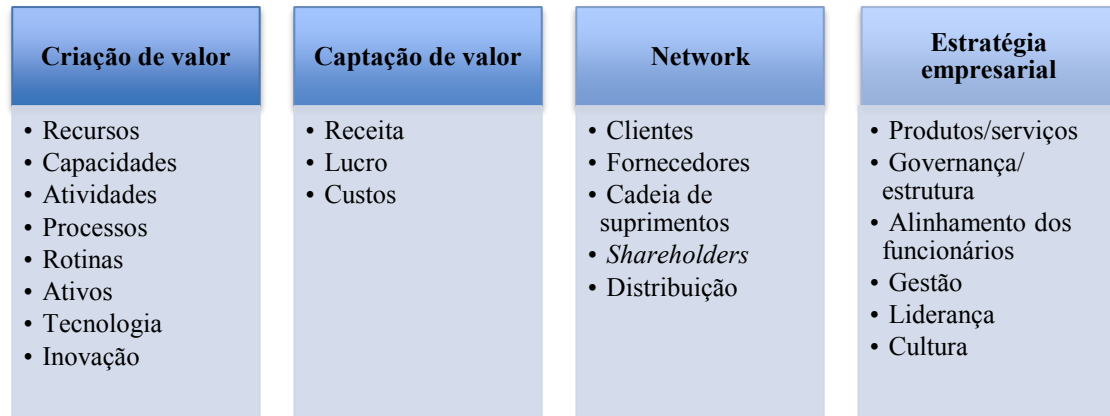 Criação de valor
• Recursos
• Capacidades
• Atividades
• Processos
• Rotinas
• Ativos
• Tecnologia
• Inovação
Captação de valor
• Receita
• Lucro
• Custos
Network
• Clientes
• Fornecedores
• Cadeia de
suprimentos
• Shareholders
• Distribuição
Estratégia
empresarial
• Produtos/serviços
• Governança/
estrutura
• Alinhamento dos
funcionários
• Gestão
• Liderança
• Cultura